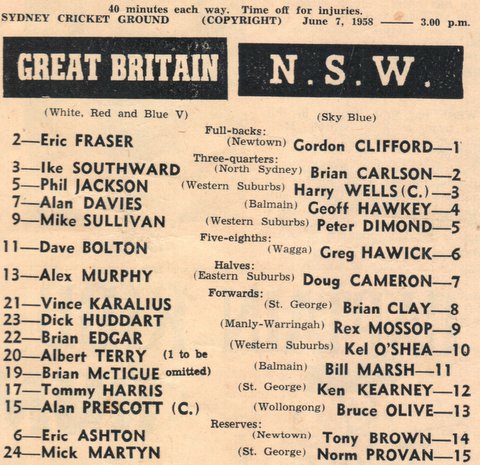 40 minutes each way. Time off for injuries.
SYDNEY CRICKET GROUND (COPYRIGHT) June 7, 1958 — 3.00 p.m.
GREAT BRITAIN N.S.W.
(White, Red and Blue V) (Sky Blue)
Full-backs:
2—Eric FRASER (Newtown) Gordon CLIFFORD—1
Three-quarters:
3—Ike SOUTHWARD (North Sydney) Brian CARLSON—2
5—Phil JACKSON (Western Suburbs) Harry WELLS (C.)—3
7—Alan DAVIES (Balmain) Geoff HAWKEY—4
9—Mike SULLIVAN (Western Suburbs) Peter DIMOND—5
Five-eighths:
11—Dave BOLTON (Wagga) Greg HAWICK—6
Halves:
13—Alex MURPHY (Eastern Suburbs) Doug CAMERON—7
Forwards:
21—Vince KARALIUS (St. George) Brian CLAY—8
23—Dick HUDDART (Manly-Warringah) Rex MOSSOP—9
22—Brian EDGAR (Western Suburbs) Kel O'SHEA—10
20—Albert TERRY (1 to be
19—Brian McTIGUE omitted) (Balmain) Bill MARSH—11
17—Tommy HARRIS (St. George) Ken KEARNEY—12
15—Alan PRESCOTT (C.) (Wollongong) Bruce OLIVE—13
Reserves:
6—Eric ASHTON (Newtown) Tony BROWN—14
24—Mick MARTYN (St. George) Norm PROVAN—15